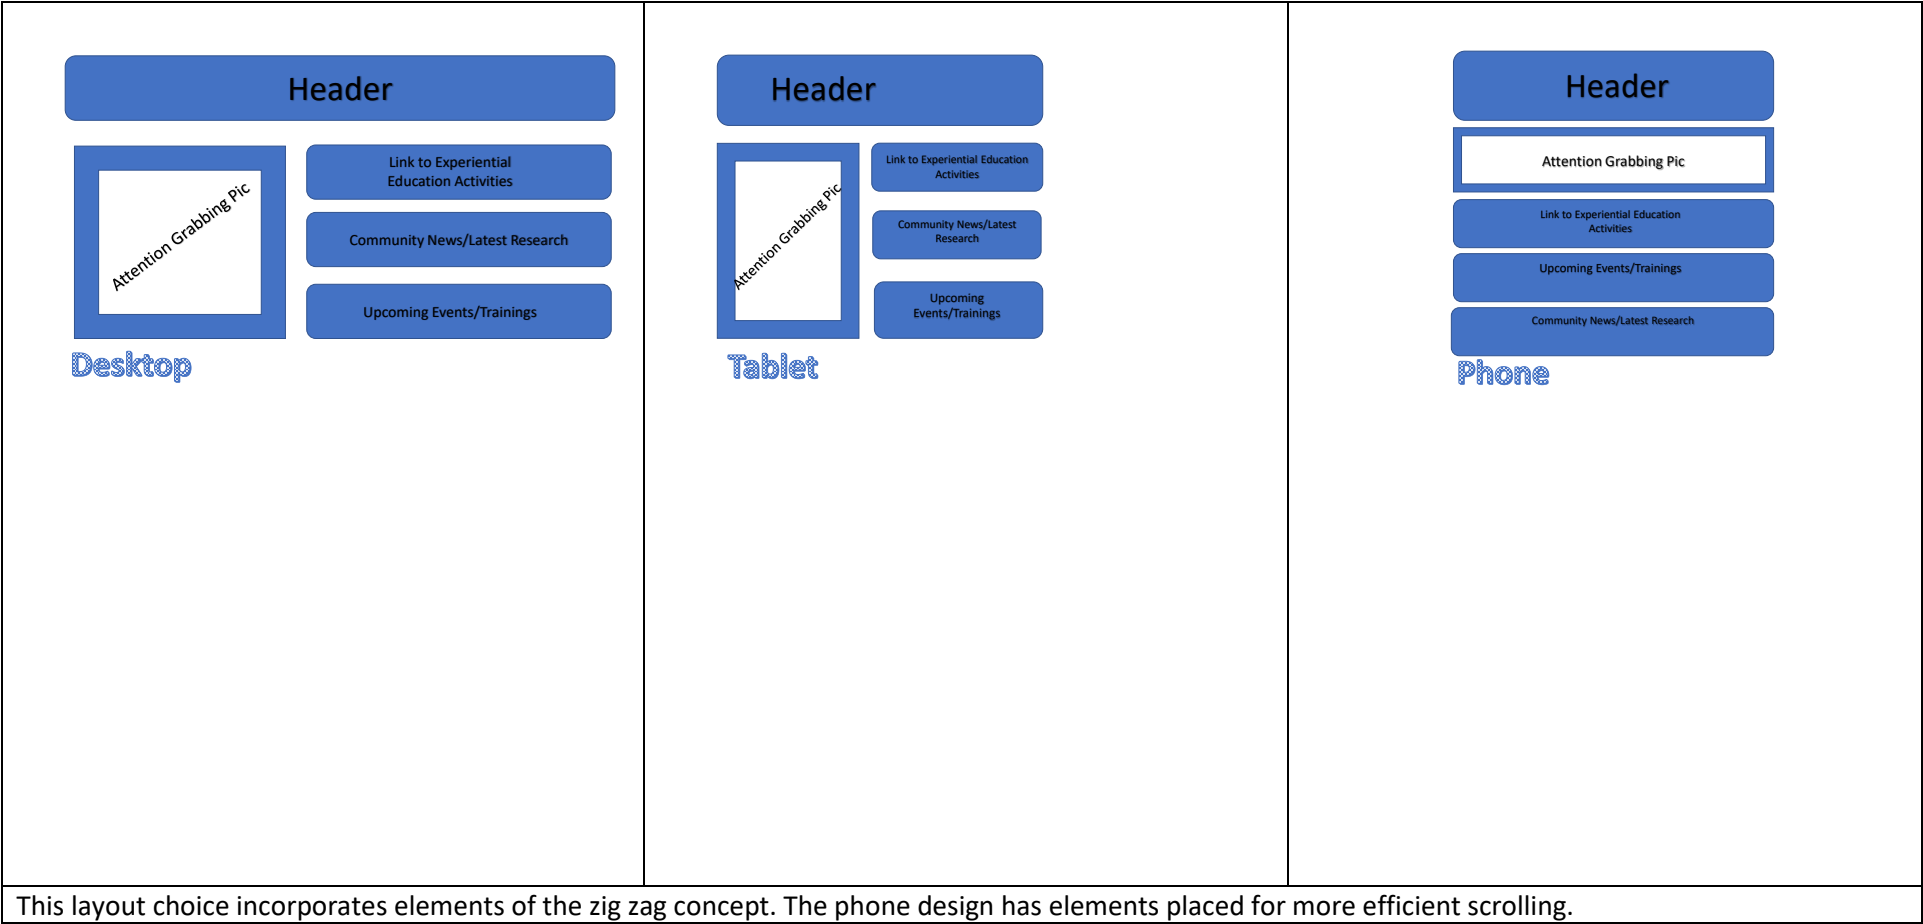 Header
Attention Grabbing Pic
Link to Experiential
Education Activities
Community News/Latest Research
Upcoming Events/Trainings
Desktop
Header
Attention Grabbing Pic
Link to Experiential Education
Activities
Community News/Latest
Research
Upcoming
Events/Trainings
Tablet
Header
Attention Grabbing Pic
Link to Experiential Education
Activities
Upcoming Events/Trainings
Community News/Latest Research
Phone
This layout choice incorporates elements of the zig zag concept. The phone design has elements placed for more efficient scrolling.